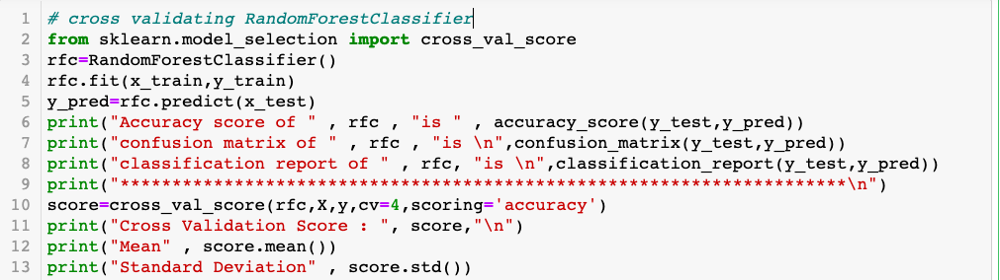 1 # cross validating RandomForestClassifier
2 from sklearn.model_selection import cross_val_score
3 rfc=RandomForestClassifier()
4 rfc.fit(x_train,y_train)
5 y_pred=rfc.predict(x_test)
6 print("Accuracy score of " , rfc , "is " , accuracy_score(y_test,y_pred))
7 print("confusion matrix of " , rfc , "is \n",confusion_matrix(y_test,y_pred))
8 print("classification report of " , rfc, "is \n",classification_report(y_test,y_pred))
9 print("**********************************************************************\n")
10 score=cross_val_score(rfc,X,y,cv=4,scoring='accuracy')
11 print("Cross Validation Score : ", score,"\n")
12 print("Mean" , score.mean())
13 print("Standard Deviation" , score.std())